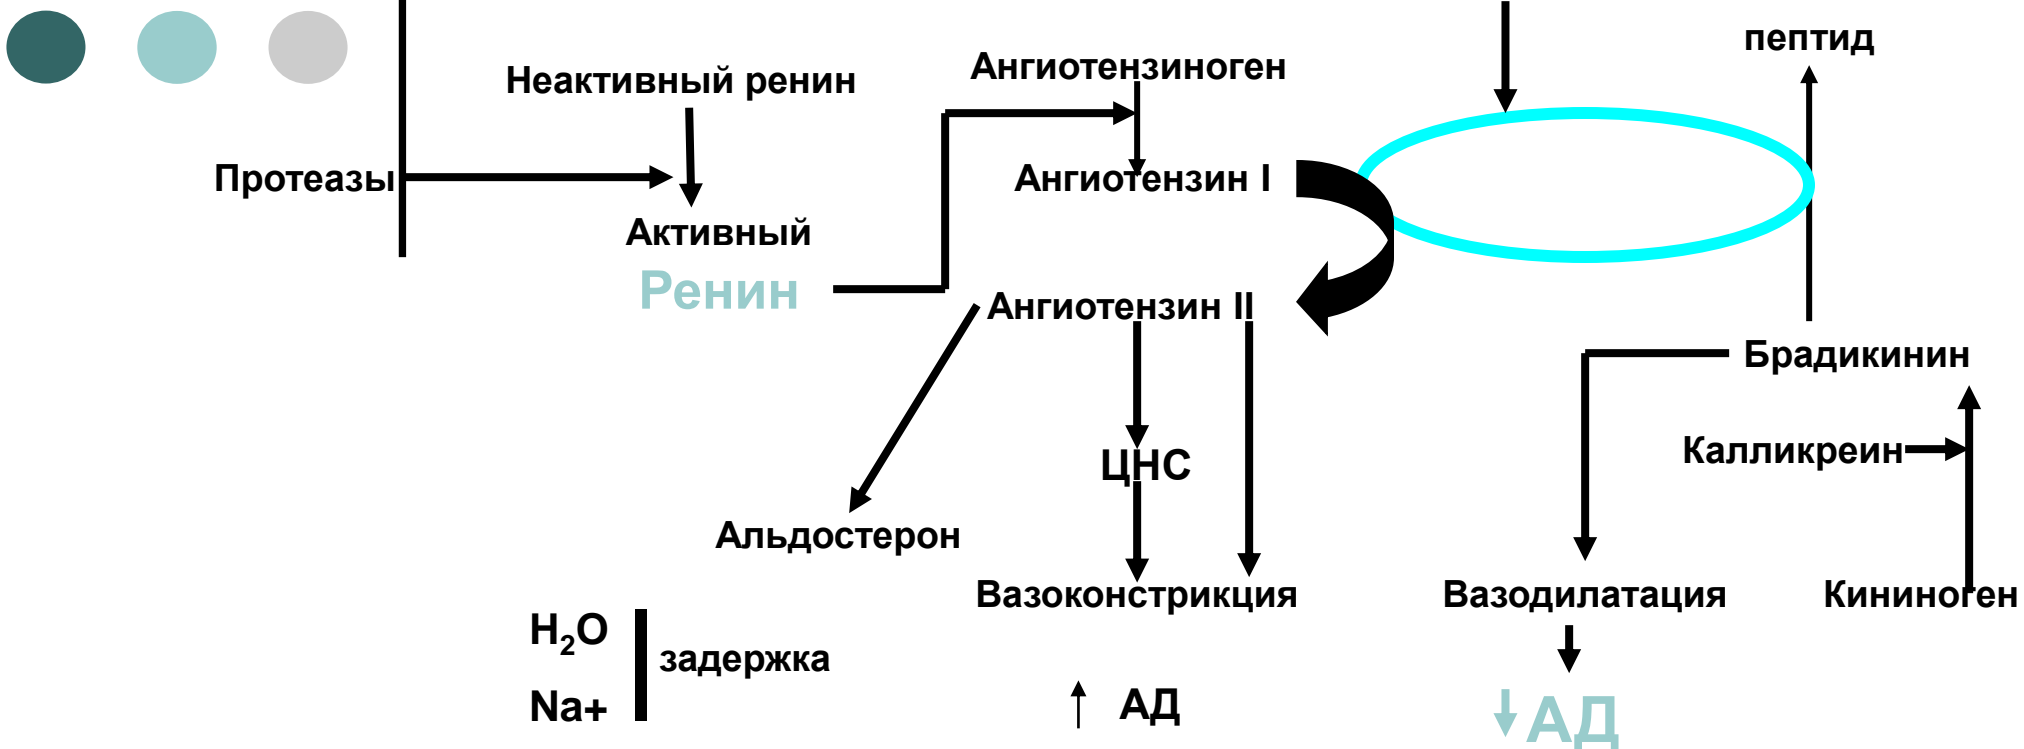 пептид
Неактивный ренин
Ангиотензиноген
Протеазы
Ангиотензин I
Активный
Ренин
Ангиотензин II
Брадикинин
Калликреин
ЦНС
Альдостерон
Вазоконстрикция
Вазодилатация
Кининоген
H₂O
задержка
Na+
АД
АД